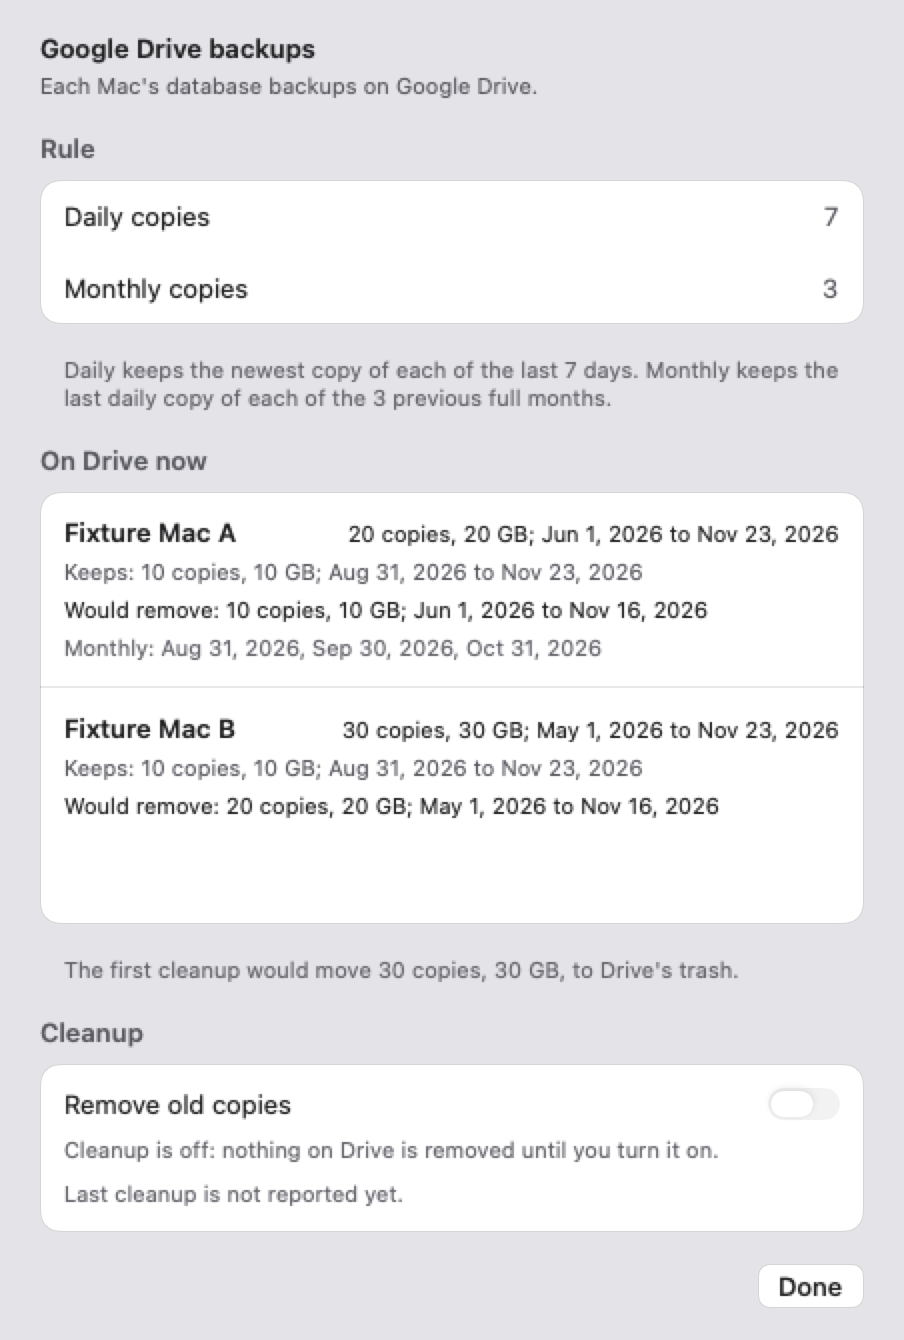 Google Drive backups
Each Mac's database backups on Google Drive.
Rule
Daily copies 7
Monthly copies 3
Daily keeps the newest copy of each of the last 7 days. Monthly keeps the
last daily copy of each of the 3 previous full months.
On Drive now
Fixture Mac A 20 copies, 20 GB; Jun 1, 2026 to Nov 23, 2026
Keeps: 10 copies, 10 GB; Aug 31, 2026 to Nov 23, 2026
Would remove: 10 copies, 10 GB; Jun 1, 2026 to Nov 16, 2026
Monthly: Aug 31, 2026, Sep 30, 2026, Oct 31, 2026
Fixture Mac B 30 copies, 30 GB; May 1, 2026 to Nov 23, 2026
Keeps: 10 copies, 10 GB; Aug 31, 2026 to Nov 23, 2026
Would remove: 20 copies, 20 GB; May 1, 2026 to Nov 16, 2026
The first cleanup would move 30 copies, 30 GB, to Drive's trash.
Cleanup
Remove old copies
Cleanup is off: nothing on Drive is removed until you turn it on.
Last cleanup is not reported yet.
Done